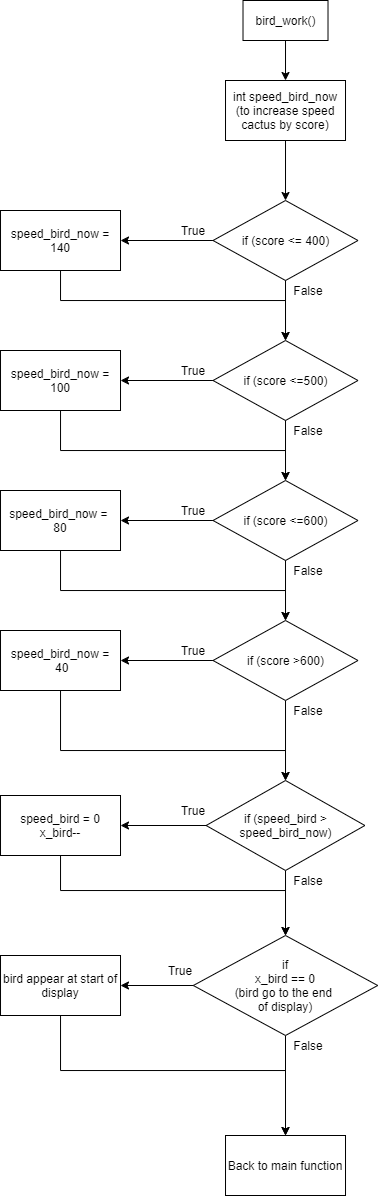 bird_work()
int speed_bird_now
(to increase speed
cactus by score)
speed_bird_now =
140
True
if (score <= 400)
False
speed_bird_now =
100
True
if (score <=500)
False
speed_bird_now =
80
True
if (score <=600)
False
speed_bird_now =
40
True
if (score >600)
False
speed_bird = 0
x_bird--
True
if (speed_bird >
speed_bird_now)
False
bird appear at start of
display
True
if
x_bird == 0
(bird go to the end
of display)
False
Back to main function